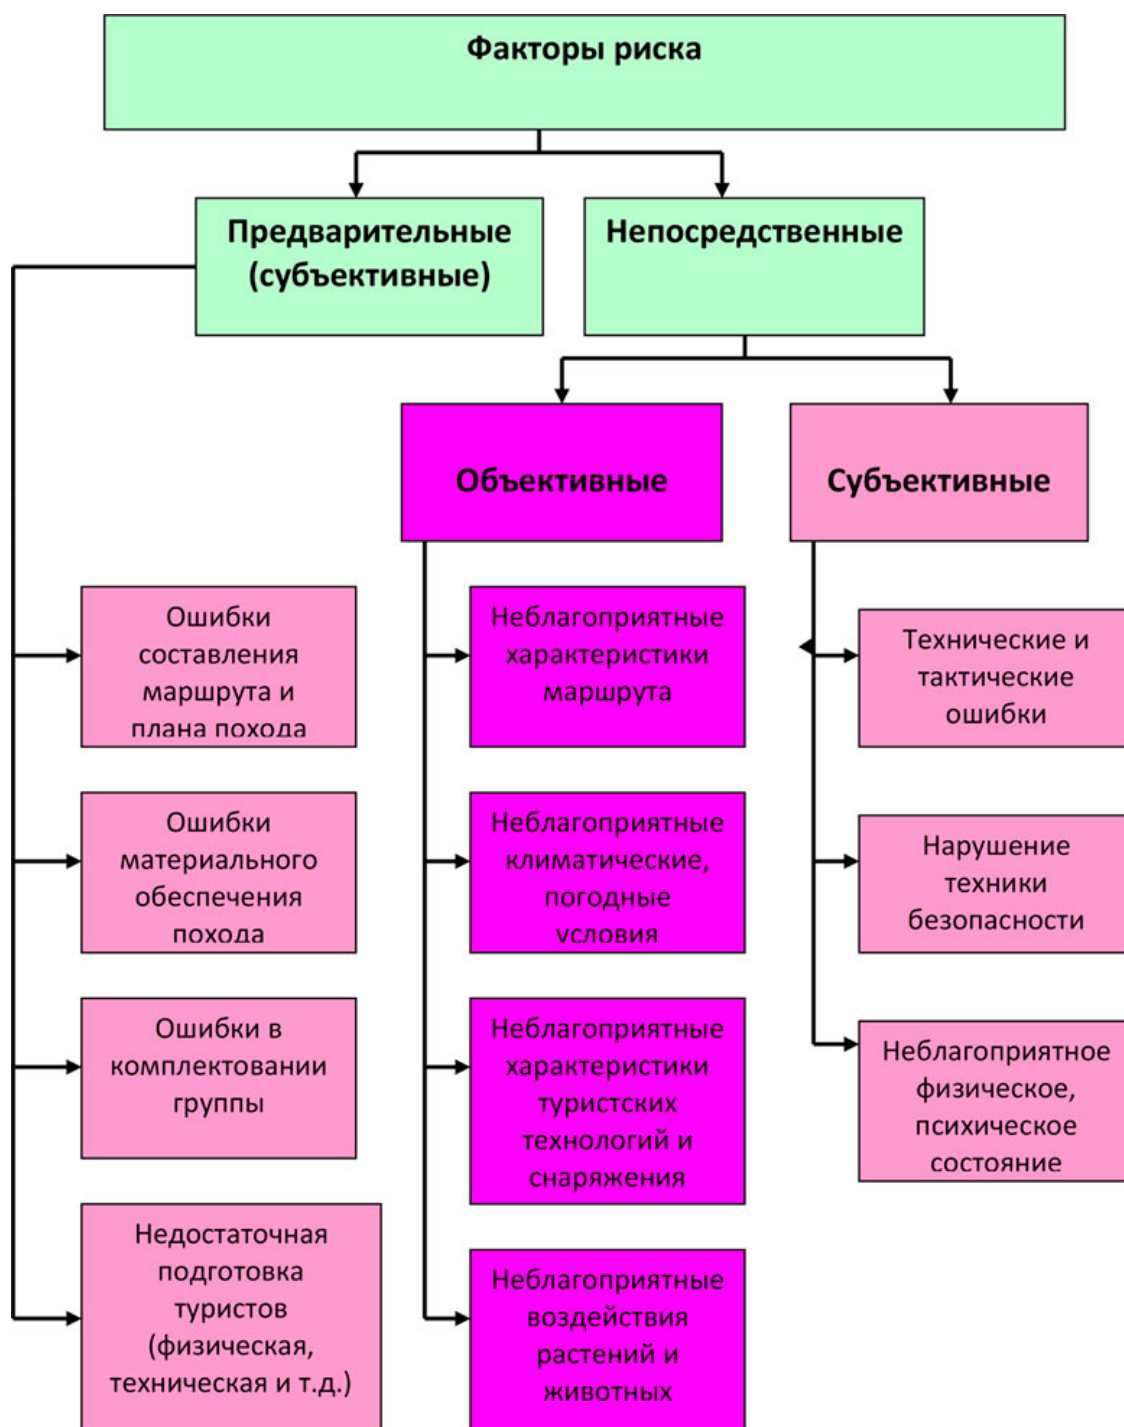 Факторы риска
Предварительные
(субъективные)
Непосредственные
Объективные
Субъективные
Ошибки
составления
маршрута и
плана похода
Ошибки
материального
обеспечения
похода
Ошибки в
комплектовании
группы
Недостаточная
подготовка
туристов
(физическая,
техническая и т.д.)
Неблагоприятные
характеристики
маршрута
Неблагоприятные
климатические,
погодные
условия
Неблагоприятные
характеристики
туристских
технологий и
снаряжения
Неблагоприятные
воздействия
растений и
животных
Технические и
тактические
ошибки
Нарушение
техники
безопасности
Неблагоприятное
физическое,
психическое
состояние